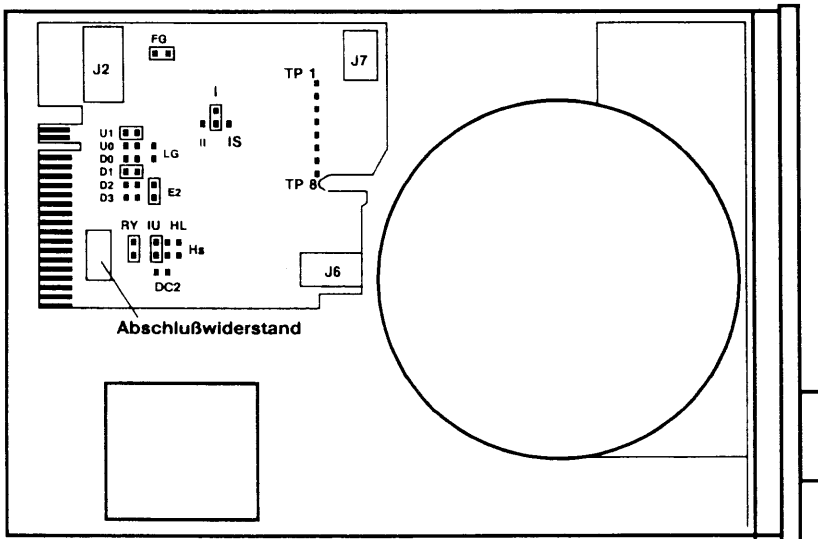 FG
J2
J7
TP 1
I
II
IS
U1
U0
LG
D0
D1
D2
E2
D3
TP 8
RY
IU
HL
Hs
J6
DC2
Abschlußwiderstand